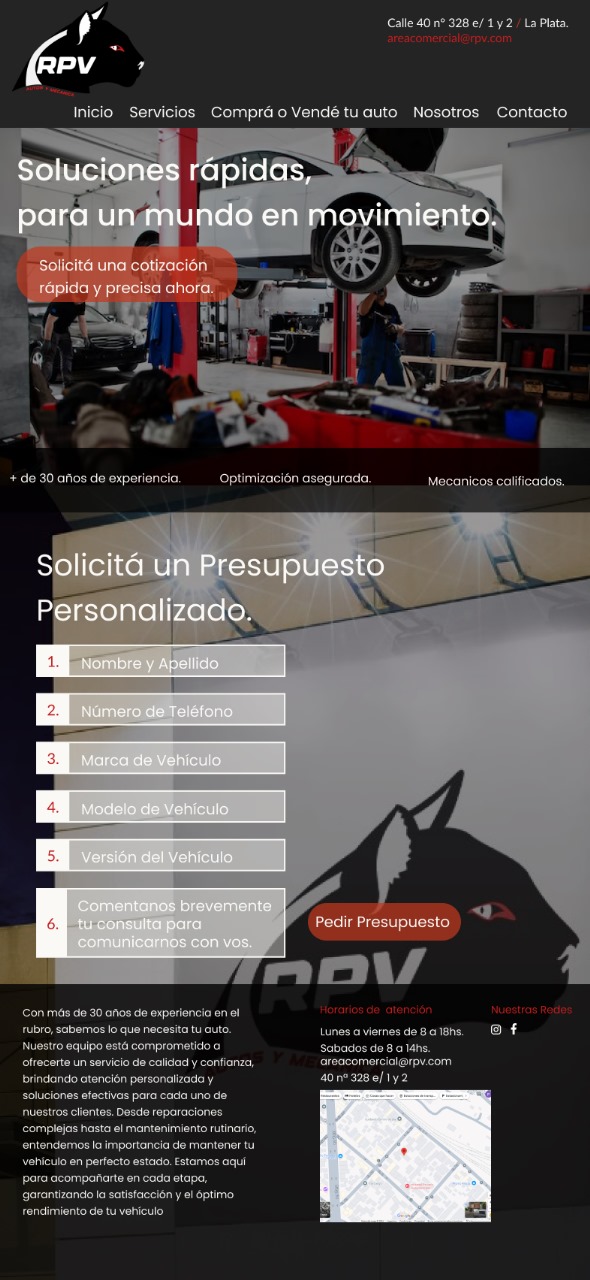 RPV
AUTOS Y MECÁNICA
Calle 40 n° 328 e/ 1 y 2 / La Plata.
areacomercial@rpv.com
Inicio Servicios Comprá o Vendé tu auto Nosotros Contacto
Soluciones rápidas,
para un mundo en movimiento.
Solicitá una cotización
rápida y precisa ahora.
+ de 30 años de experiencia. Optimización asegurada. Mecanicos calificados.
Solicitá un Presupuesto
Personalizado.
1. Nombre y Apellido
2. Número de Teléfono
3. Marca de Vehículo
4. Modelo de Vehículo
5. Versión del Vehículo
6. Comentanos brevemente
tu consulta para
comunicarnos con vos.
Pedir Presupuesto
RPV
Con más de 30 años de experiencia en el
rubro, sabemos lo que necesita tu auto.
Nuestro equipo está comprometido a
ofrecerte un servicio de calidad y confianza,
brindando atención personalizada y
soluciones efectivas para cada uno de
nuestros clientes. Desde reparaciones
complejas hasta el mantenimiento rutinario,
entendemos la importancia de mantener tu
vehículo en perfecto estado. Estamos aquí
para acompañarte en cada etapa,
garantizando la satisfacción y el óptimo
rendimiento de tu vehículo
Horarios de atención
Lunes a viernes de 8 a 18hs.
Sabados de 8 a 14hs.
areacomercial@rpv.com
40 nª 328 e/ 1 y 2
Nuestras Redes